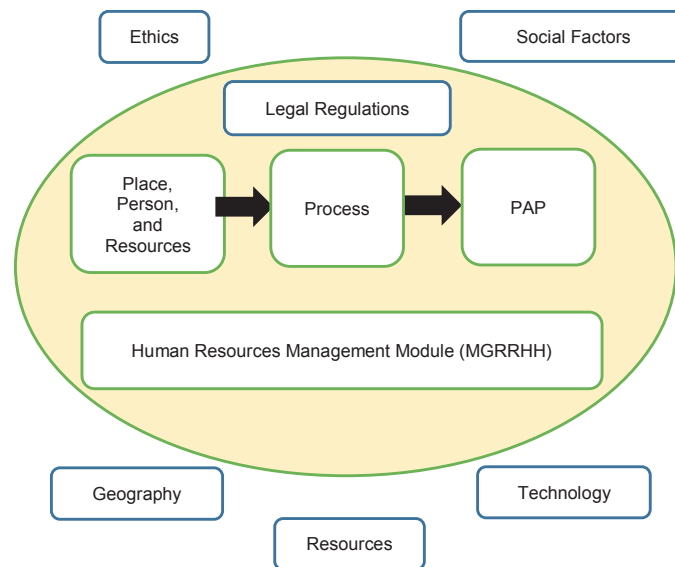 Ethics
Social Factors
Legal Regulations
Place,
Person,
and
Resources
Process
PAP
Human Resources Management Module (MGRRHH)
Geography
Technology
Resources